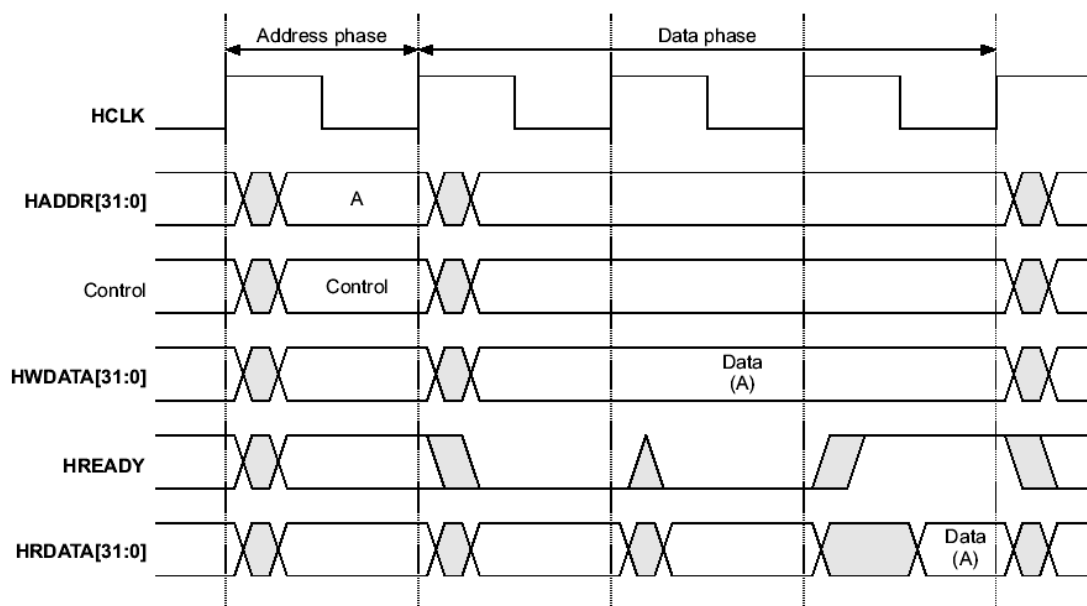 Address phase
Data phase
HCLK
HADDR[31:0]
A
Control
Control
HWDATA[31:0]
Data
(A)
HREADY
HRDATA[31:0]
Data
(A)